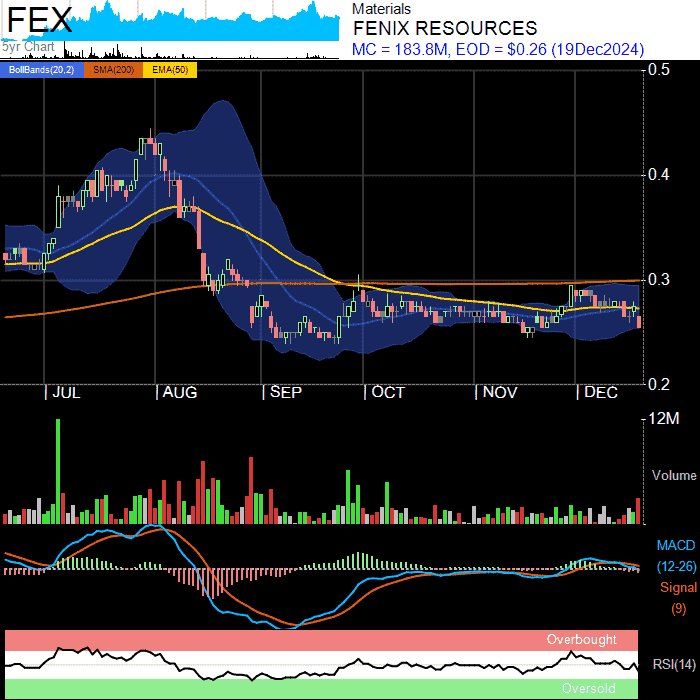 FEX
5yr Chart
Materials
FENIX RESOURCES
MC = 183.8M, EOD = $0.26 (19Dec2024)
BollBands(20,2) SMA(200) EMA(50)
0.5
0.4
0.3
0.2
JUL AUG SEP OCT NOV DEC
12M
Volume
MACD
(12-26)
Signal
(9)
Overbought
RSI(14)
Oversold